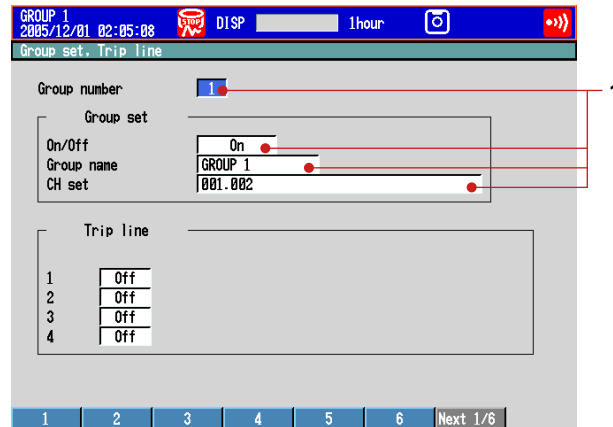 GROUP 1
2005/12/01 02:05:08 STOP DISP 1hour
Group set, Trip line
Group number 1
1
Group set
On/Off On
Group name GROUP 1
CH set 001.002
Trip line
1 Off
2 Off
3 Off
4 Off
1 2 3 4 5 6 Next 1/6